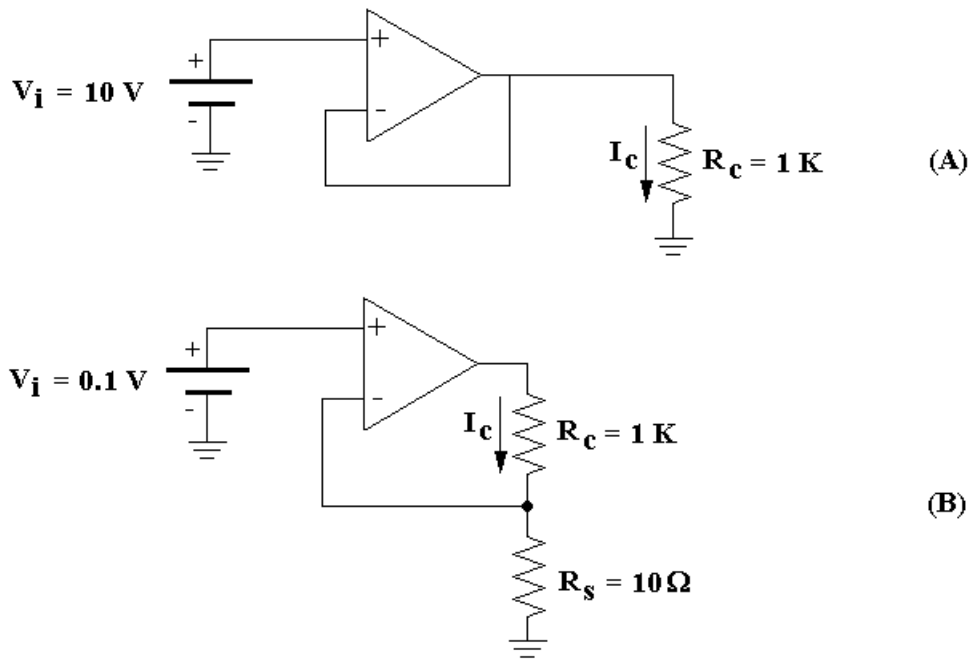 +
+
Vi = 10 V
-
-
Ic
Rc = 1 K
(A)
+
+
Vi = 0.1 V
-
-
Ic
Rc = 1 K
(B)
Rs = 10Ω